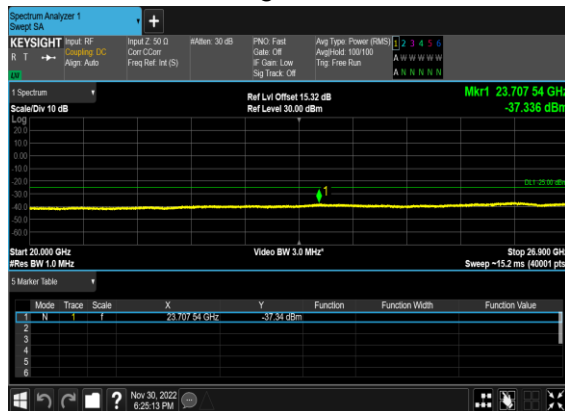 Spectrum Analyzer 1
Swept SA
+
KEYSIGHT Input: RF Input Z: 50 Ω #Atten: 30 dB PNO: Fast Avg Type: Power (RMS) 1 2 3 4 5 6
R T Coupling: DC Corr CCorr Gate: Off Avg|Hold: 100/100 A W W W W W
Align: Auto Freq Ref: Int (S) IF Gain: Low Trig: Free Run
Sig Track: Off A N N N N N
LW
1 Spectrum Ref Lvl Offset 15.32 dB Mkr1 23.707 54 GHz
Scale/Div 10 dB Ref Level 30.00 dBm -37.336 dBm
Log
20.0
10.0
0.00
-10.0
-20.0
DL1 -25.00 dBm
-30.0
1
-40.0
-50.0
Start 20.000 GHz Video BW 3.0 MHz* Stop 26.900 GHz
#Res BW 1.0 MHz Sweep ~15.2 ms (40001 pts)
5 Marker Table
Mode Trace Scale X Y Function Function Width Function Value
1 N 1 f 23.707 54 GHz -37.34 dBm
2
3
4
5
6
? Nov 30, 2022
6:25:13 PM